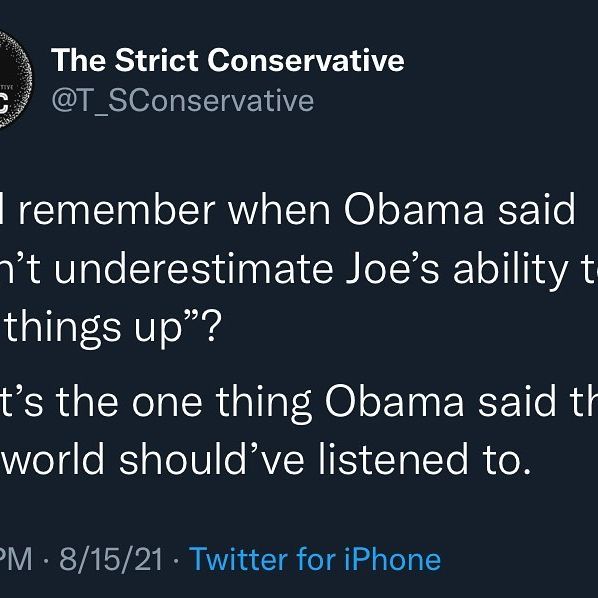 The Strict Conservative
@T_SConservative
remember when Obama said
n't underestimate Joe's ability t
things up"?
t's the one thing Obama said th
world should've listened to.
PM · 8/15/21 · Twitter for iPhone